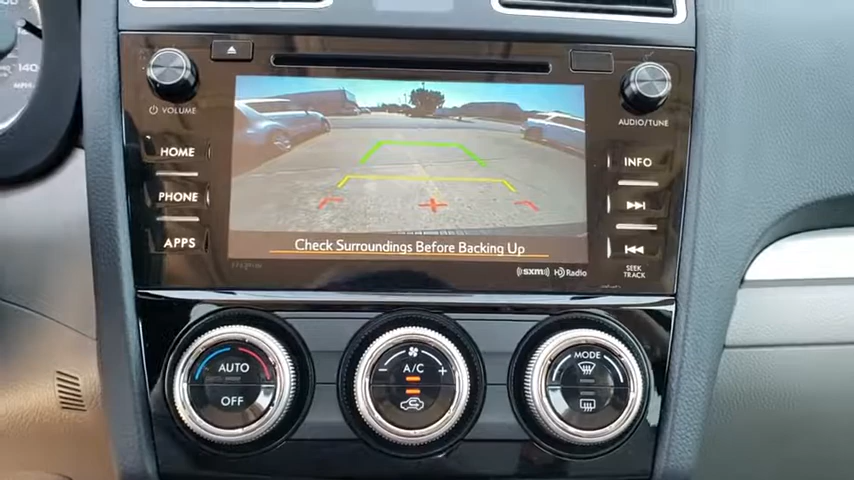 140
MPH
VOLUME
AUDIO/TUNE
HOME
INFO
PHONE
APPS
SEEK
TRACK
Check Surroundings Before Backing Up
((SXM)) HD Radio
AUTO
OFF
A/C
- +
MODE